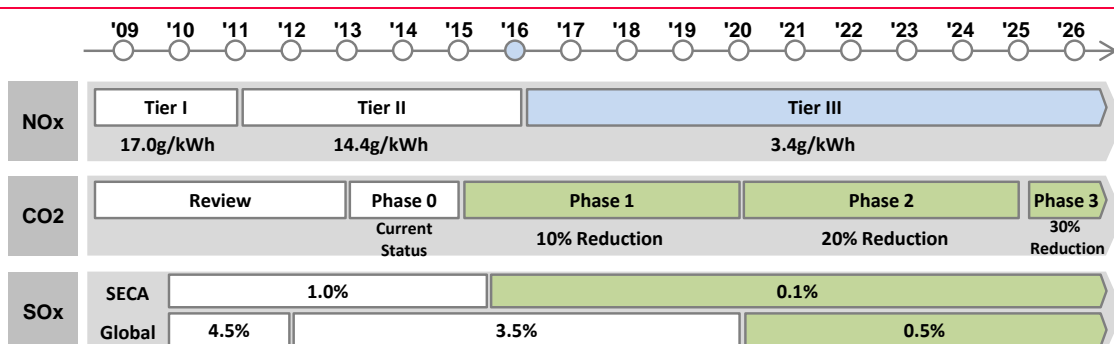 '09 '10 '11 '12 '13 '14 '15 '16 '17 '18 '19 '20 '21 '22 '23 '24 '25 '26
NOx
Tier I Tier II Tier III
17.0g/kWh 14.4g/kWh 3.4g/kWh
CO2
Review Phase 0 Phase 1 Phase 2 Phase 3
Current
Status
10% Reduction 20% Reduction
30%
Reduction
SOx
SECA 1.0% 0.1%
Global 4.5% 3.5% 0.5%